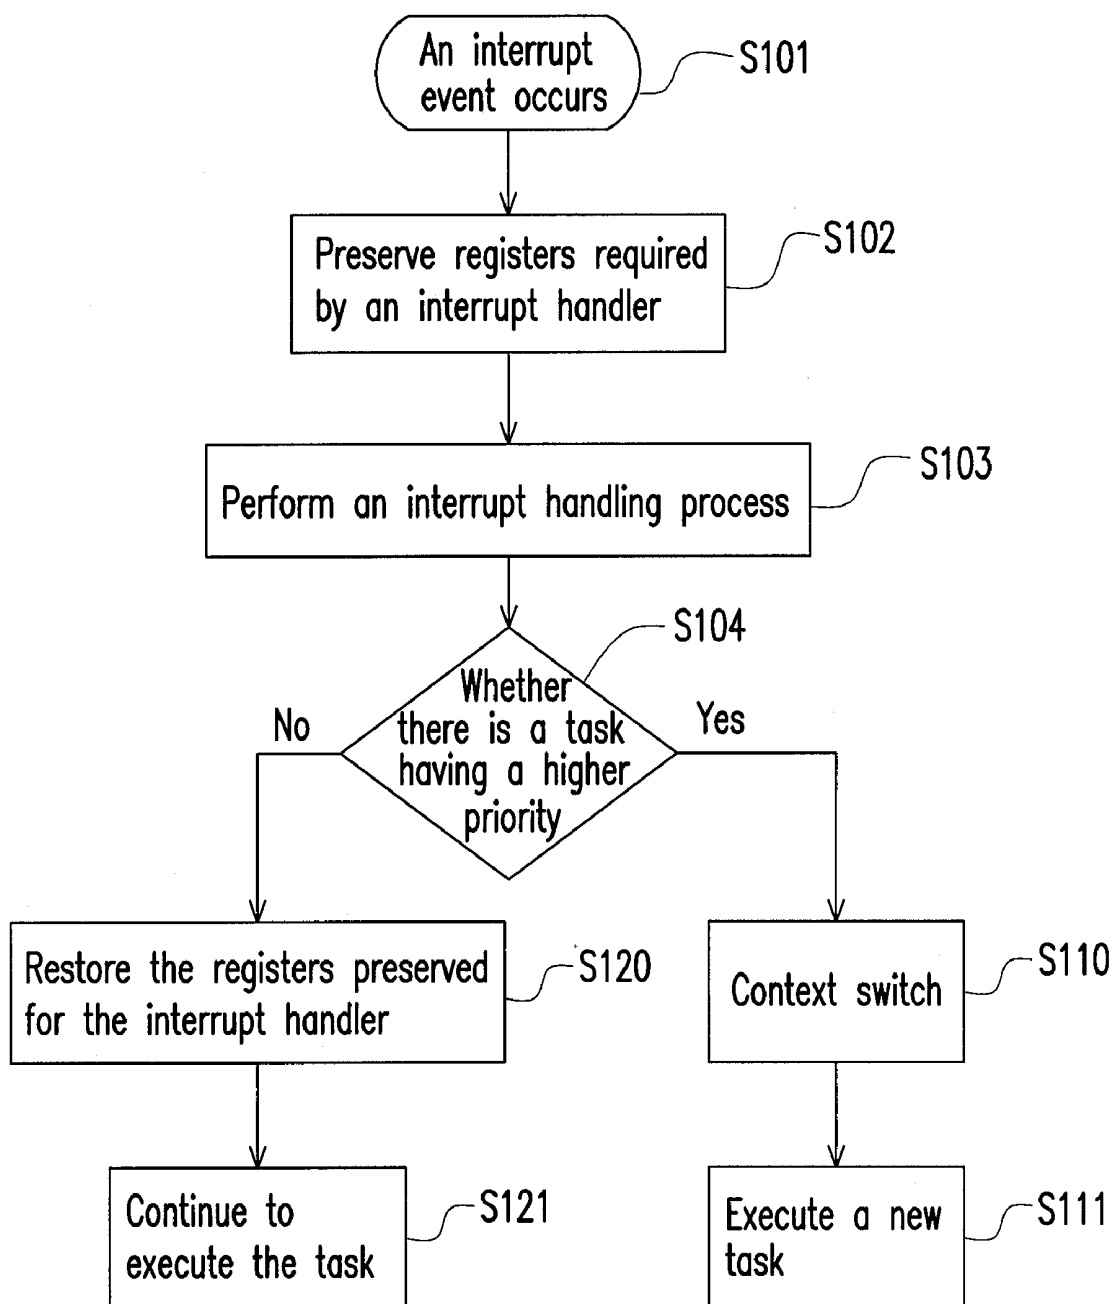 An interrupt
event occurs
S101
Preserve registers required
by an interrupt handler
S102
Perform an interrupt handling process
S103
Whether
there is a task
having a higher
priority
S104
No
Yes
Restore the registers preserved
for the interrupt handler
S120
Context switch
S110
Continue to
execute the task
S121
Execute a new
task
S111